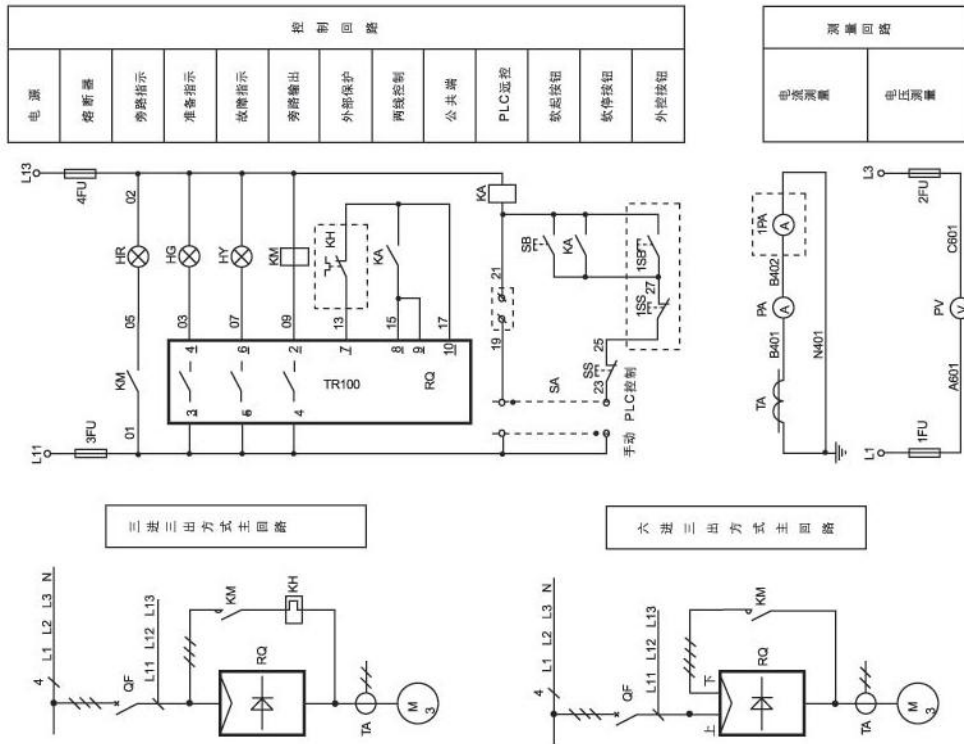 控制回路
电源
熔断器
旁路指示
准备指示
故障指示
旁路输出
外部保护
两线控制
公共端
PLC远控
软起按钮
软停按钮
外控按钮
测量回路
电流测量
电压测量
L13
4FU
02
HR
05
KM
01
3FU
L11
HG
03
4
3
HY
07
6
5
KM
09
2
4
KH
13
7
KA
15
8
9
17
10
TR100
RQ
KA
21
19
SA
SB
KA
1SB
27
1SS
25
SS
23
手动
PLC控制
1PA
A
B402
PA
A
B401
TA
N401
L3
2FU
C601
PV
V
A601
1FU
L1
三进三出方式主回路
4
L1 L2 L3 N
QF
L11 L12 L13
KM
KH
RQ
TA
M
3
六进三出方式主回路
4
L1 L2 L3 N
QF
L11 L12 L13
KM
RQ
上
下
TA
M
3